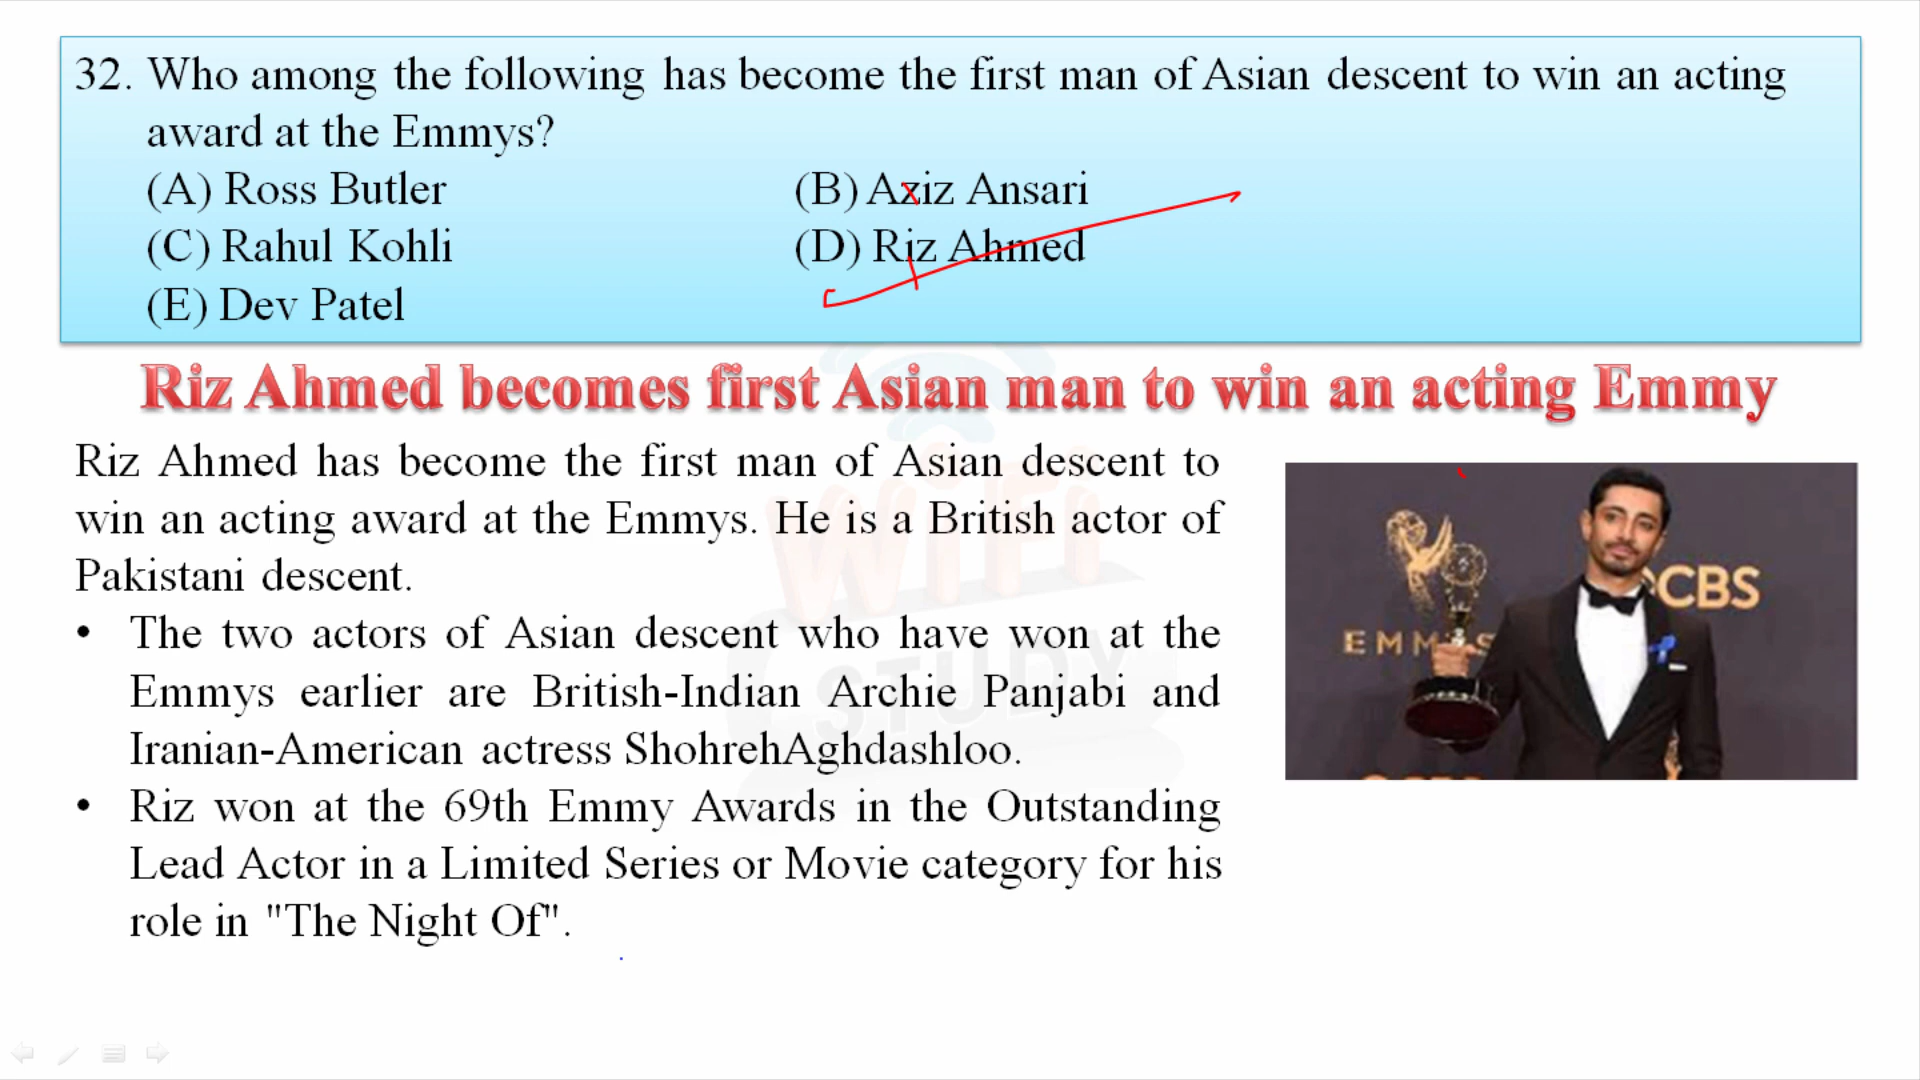 32. Who among the following has become the first man of Asian descent to win an acting
award at the Emmys?
(A) Ross Butler (B) Aziz Ansari
(C) Rahul Kohli (D) Riz Ahmed
(E) Dev Patel
Riz Ahmed becomes first Asian man to win an acting Emmy
Riz Ahmed has become the first man of Asian descent to
win an acting award at the Emmys. He is a British actor of
Pakistani descent.
• The two actors of Asian descent who have won at the
Emmys earlier are British-Indian Archie Panjabi and
Iranian-American actress ShohrehAghdashloo.
• Riz won at the 69th Emmy Awards in the Outstanding
Lead Actor in a Limited Series or Movie category for his
role in "The Night Of".
WiFi
STUDY
CBS